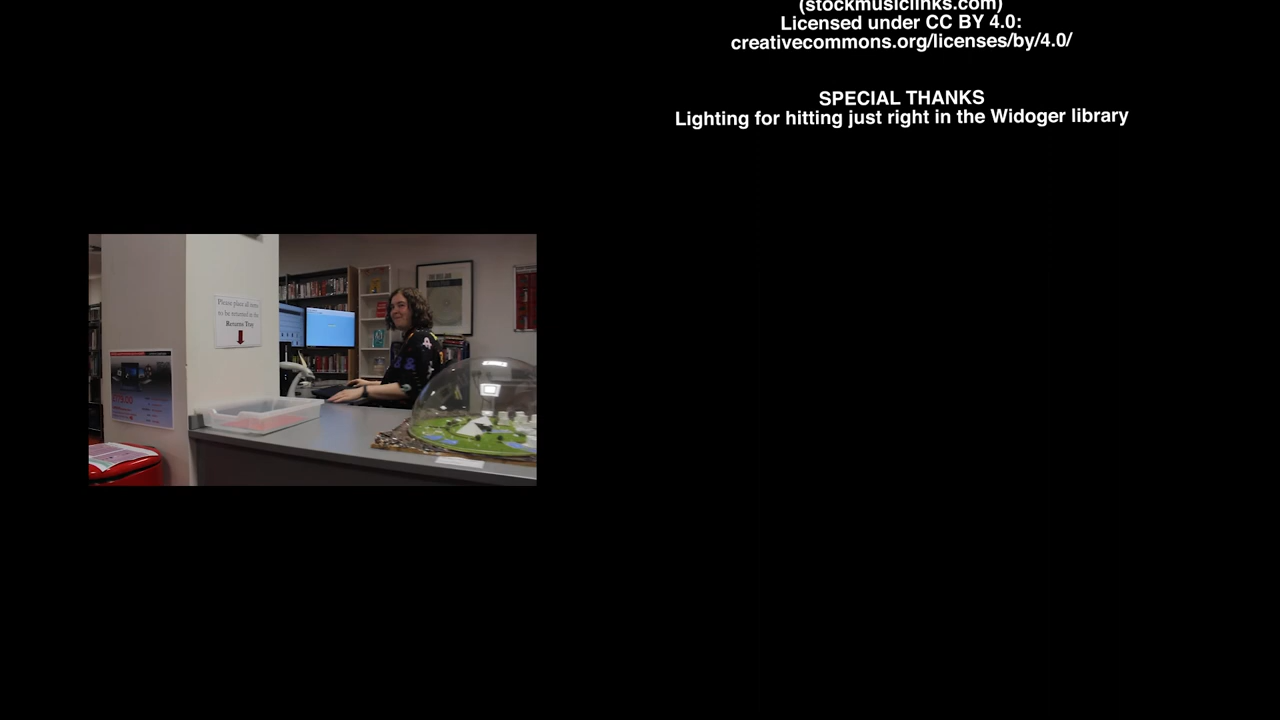 (stockmusiclinks.com)
Licensed under CC BY 4.0:
creativecommons.org/licenses/by/4.0/
SPECIAL THANKS
Lighting for hitting just right in the Widoger library
Please place all items
to be returned in the
Returns Tray